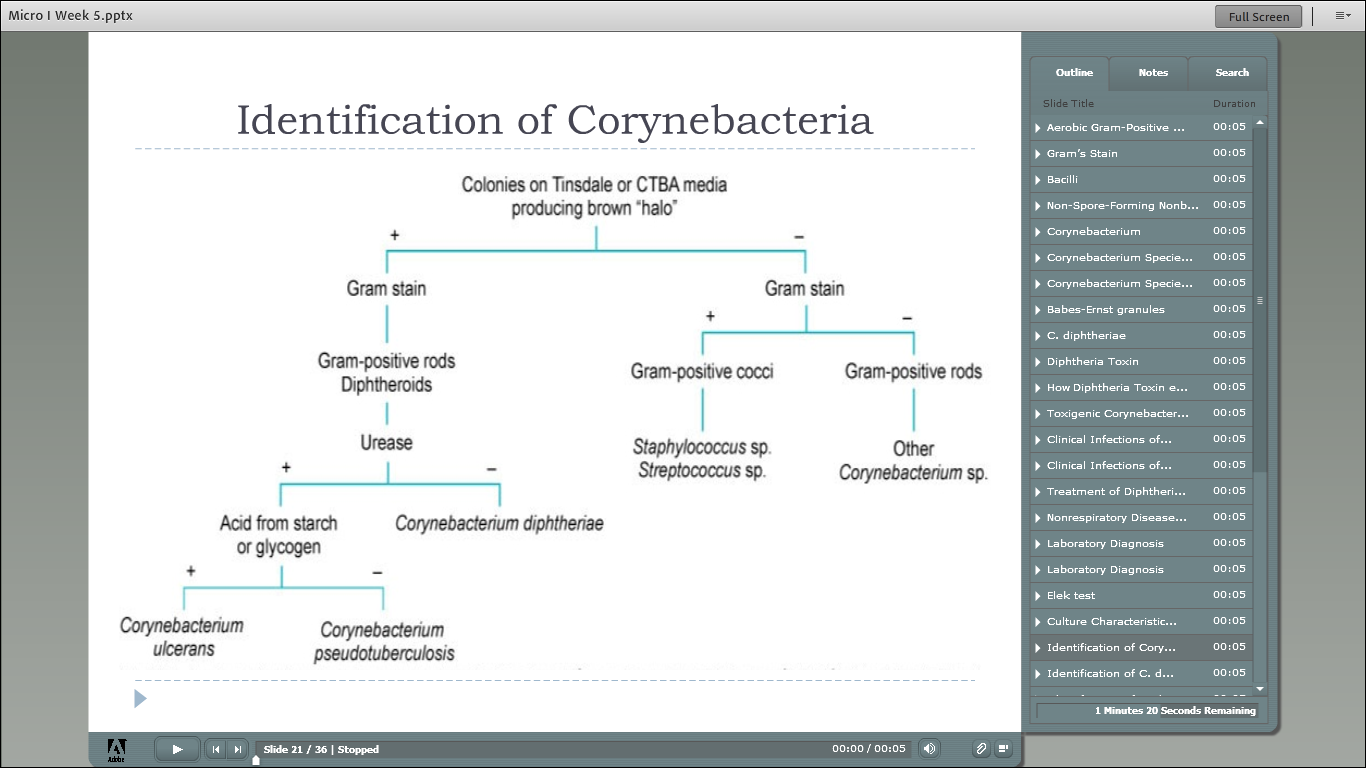 Micro I Week 5.pptx
Full Screen
Identification of Corynebacteria
Colonies on Tinsdale or CTBA media
producing brown "halo"
+
–
Gram stain
Gram stain
+
–
Gram-positive rods
Diphtheroids
Gram-positive cocci
Gram-positive rods
Urease
Staphylococcus sp.
Streptococcus sp.
Other
Corynebacterium sp.
+
–
Acid from starch
or glycogen
Corynebacterium diphtheriae
+
–
Corynebacterium
ulcerans
Corynebacterium
pseudotuberculosis
Outline
Notes
Search
Slide Title Duration
Aerobic Gram-Positive ... 00:05
Gram's Stain 00:05
Bacilli 00:05
Non-Spore-Forming Nonb... 00:05
Corynebacterium 00:05
Corynebacterium Specie... 00:05
Corynebacterium Specie... 00:05
Babes-Ernst granules 00:05
C. diphtheriae 00:05
Diphtheria Toxin 00:05
How Diphtheria Toxin e... 00:05
Toxigenic Corynebacter... 00:05
Clinical Infections of... 00:05
Clinical Infections of... 00:05
Treatment of Diphtheri... 00:05
Nonrespiratory Disease... 00:05
Laboratory Diagnosis 00:05
Laboratory Diagnosis 00:05
Elek test 00:05
Culture Characteristic... 00:05
Identification of Cory... 00:05
Identification of C. d... 00:05
1 Minutes 20 Seconds Remaining
Adobe
Slide 21 / 36 | Stopped
00:00 / 00:05